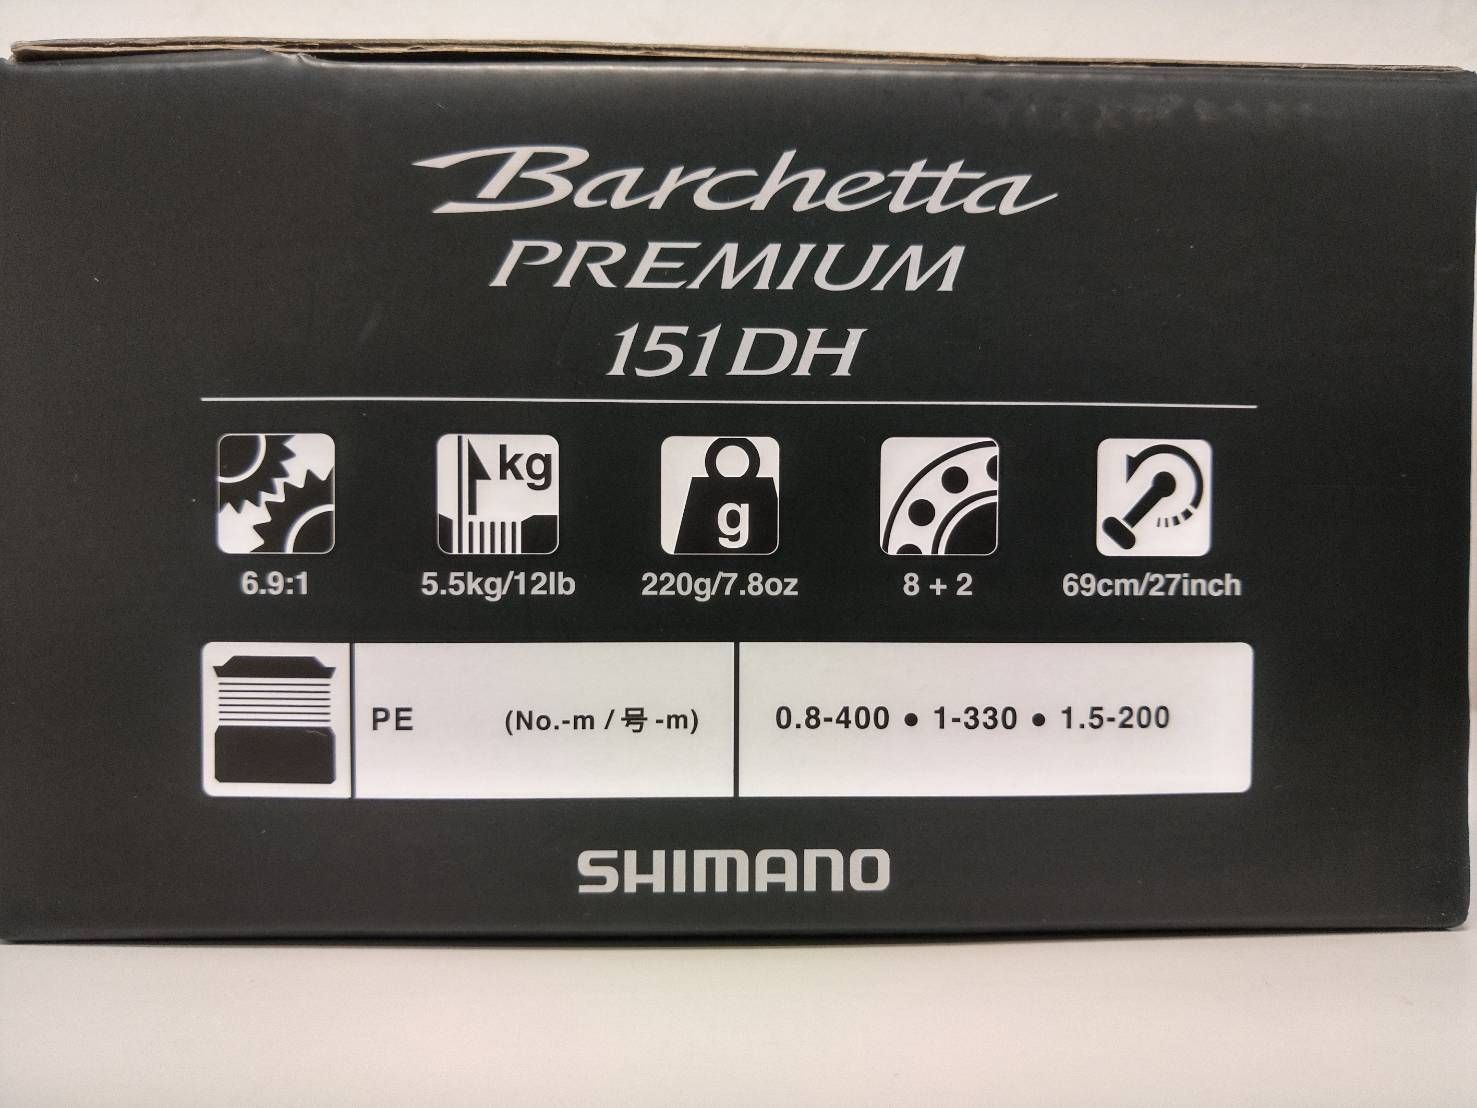 Barchetta
PREMIUM
151DH
kg
g
6.9:1 5.5kg/12lb 220g/7.8oz 8 + 2 69cm/27inch
PE (No.-m / 号 -m) 0.8-400 ● 1-330 ● 1.5-200
SHIMANO